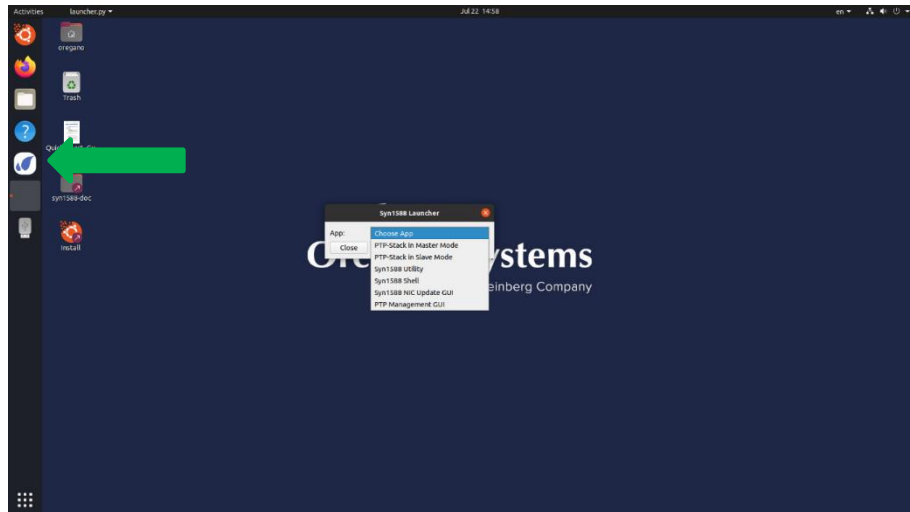 Activities launcher.py Jul 22 14:58 en
oregano
Trash
syn1588-doc
Install
Syn1588 Launcher
App: Choose App
Close PTP-Stack in Master Mode
PTP-Stack in Slave Mode
Syn1588 Utility
Syn1588 Shell
Syn1588 NIC Update GUI
PTP Management GUI
stems
einberg Company